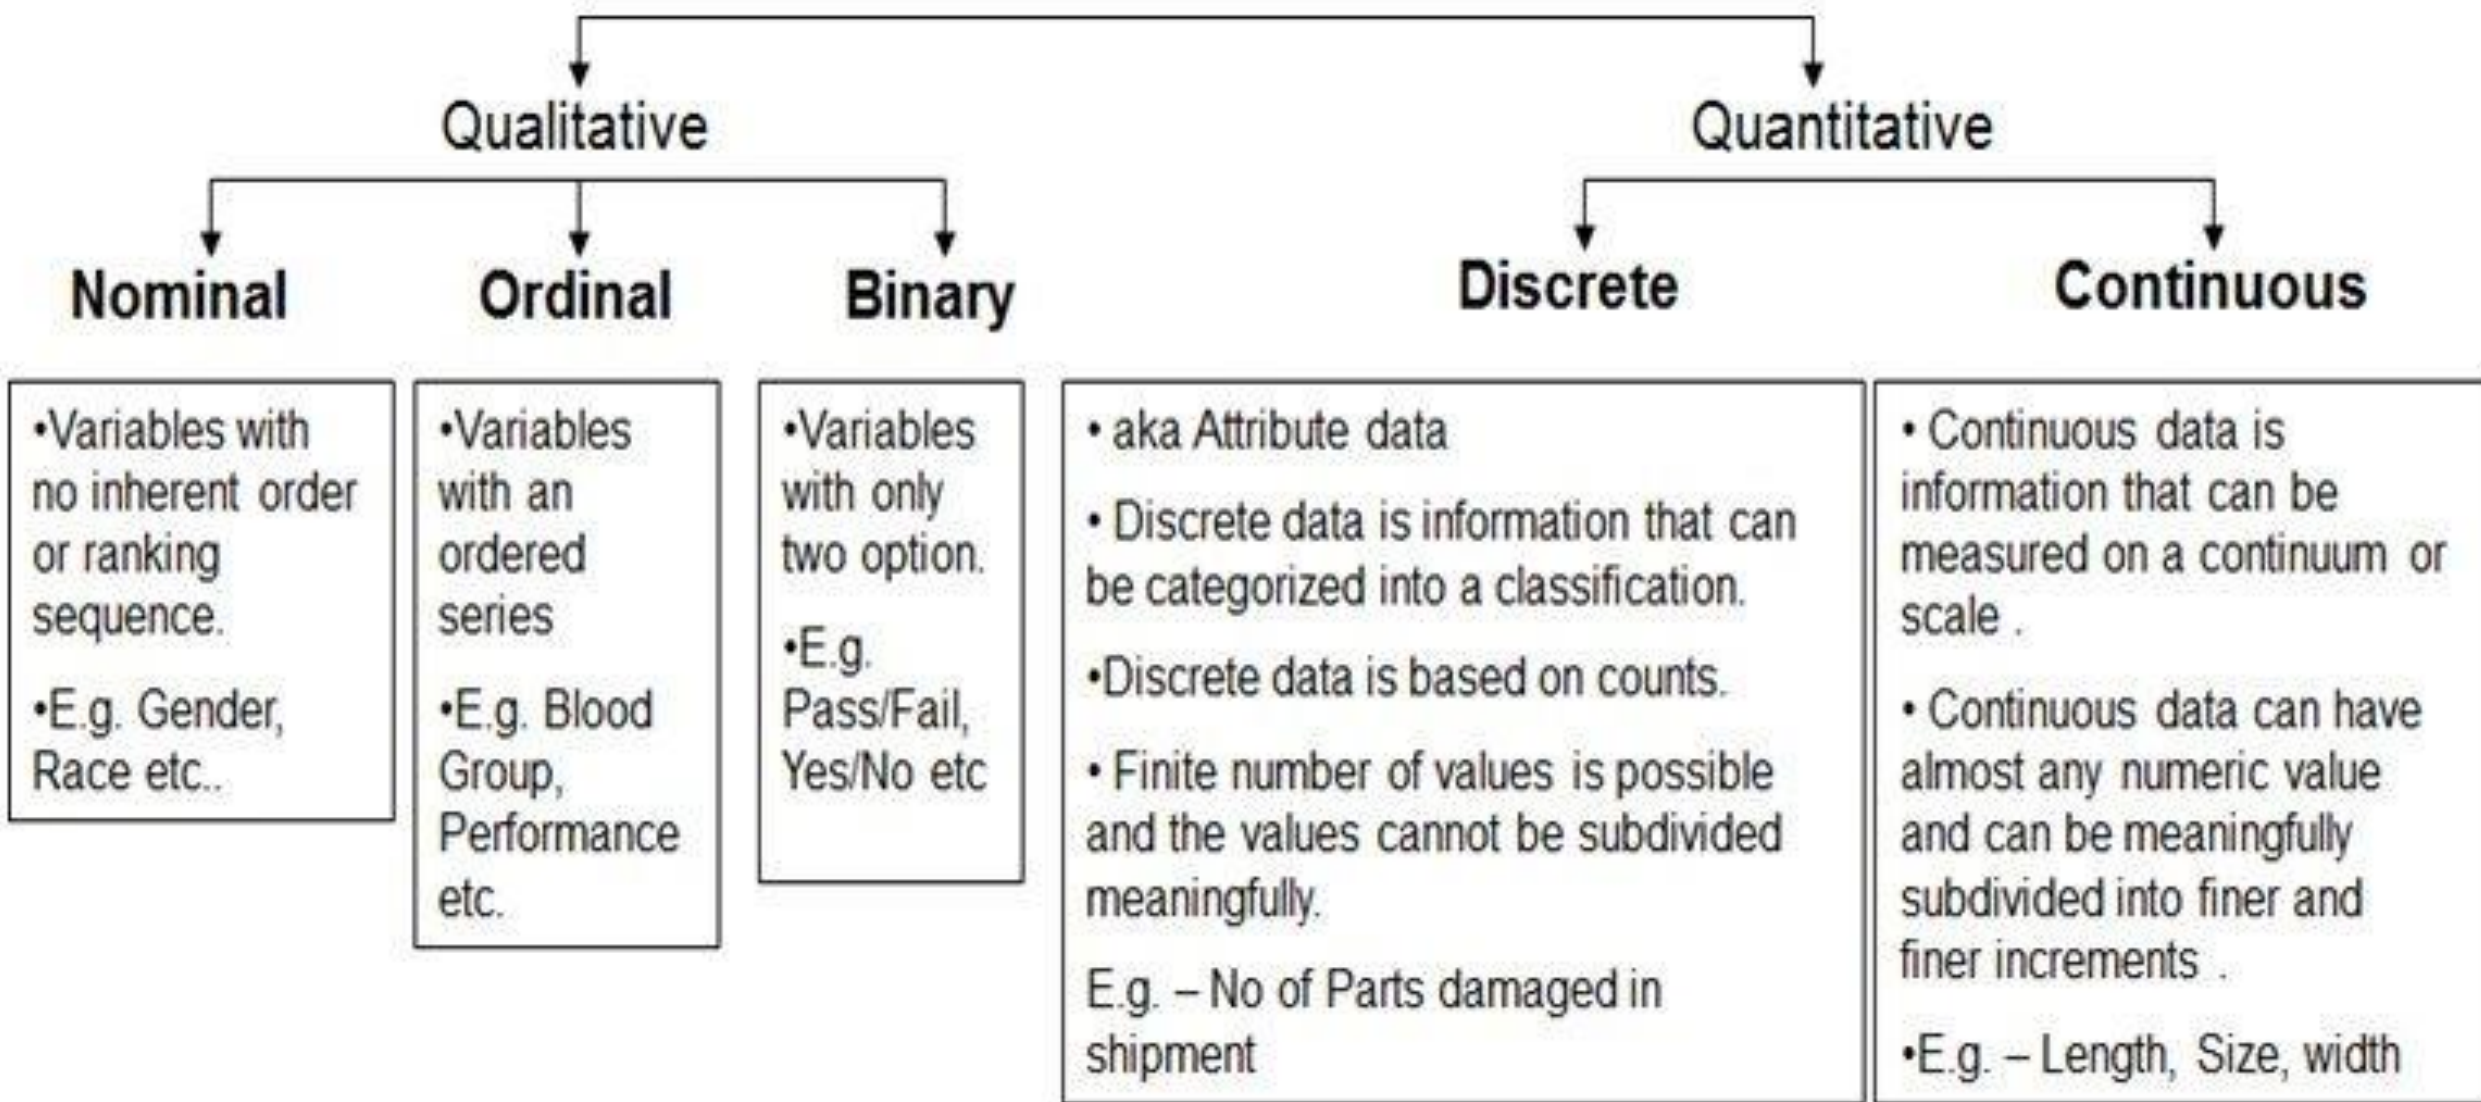 Qualitative
Quantitative
Nominal
Ordinal
Binary
Discrete
Continuous
•Variables with
no inherent order
or ranking
sequence.
•E.g. Gender,
Race etc..
•Variables
with an
ordered
series
•E.g. Blood
Group,
Performance
etc.
•Variables
with only
two option.
•E.g.
Pass/Fail,
Yes/No etc
• aka Attribute data
• Discrete data is information that can
be categorized into a classification.
•Discrete data is based on counts.
• Finite number of values is possible
and the values cannot be subdivided
meaningfully.
E.g. – No of Parts damaged in
shipment
• Continuous data is
information that can be
measured on a continuum or
scale .
• Continuous data can have
almost any numeric value
and can be meaningfully
subdivided into finer and
finer increments .
•E.g. – Length, Size, width